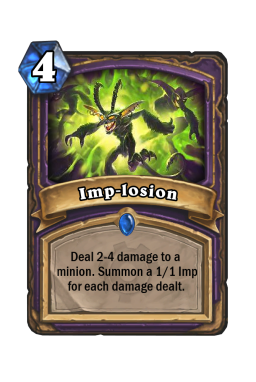 4
Imp-losion
Deal 2-4 damage to a
minion. Summon a 1/1 Imp
for each damage dealt.